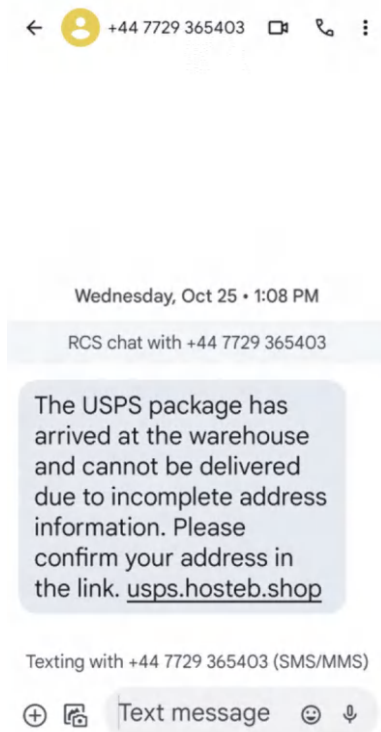 +44 7729 365403
Wednesday, Oct 25 • 1:08 PM
RCS chat with +44 7729 365403
The USPS package has
arrived at the warehouse
and cannot be delivered
due to incomplete address
information. Please
confirm your address in
the link. usps.hosteb.shop
Texting with +44 7729 365403 (SMS/MMS)
Text message